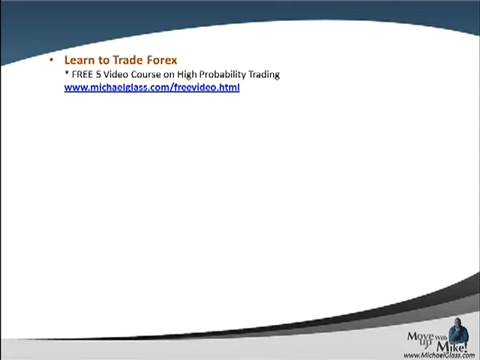 • Learn to Trade Forex
* FREE 5 Video Course on High Probability Trading
www.michaelglass.com/freevideo.html
Move up with Mike!
www.MichaelGlass.com